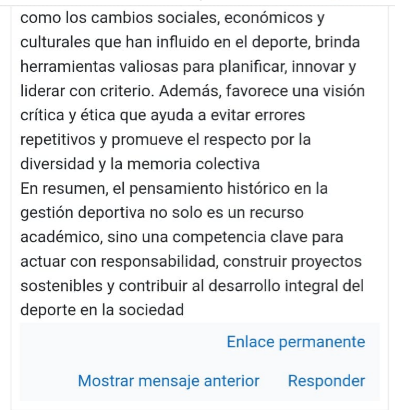 como los cambios sociales, económicos y
culturales que han influido en el deporte, brinda
herramientas valiosas para planificar, innovar y
liderar con criterio. Además, favorece una visión
crítica y ética que ayuda a evitar errores
repetitivos y promueve el respecto por la
diversidad y la memoria colectiva
En resumen, el pensamiento histórico en la
gestión deportiva no solo es un recurso
académico, sino una competencia clave para
actuar con responsabilidad, construir proyectos
sostenibles y contribuir al desarrollo integral del
deporte en la sociedad
Enlace permanente
Mostrar mensaje anterior Responder